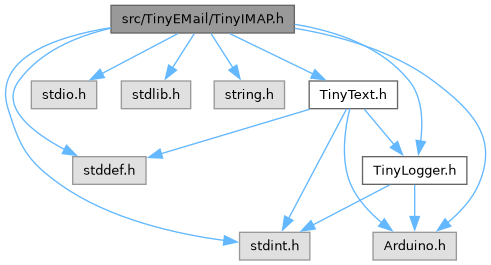 src/TinyEMail/TinyIMAP.h
stdio.h
stdlib.h
string.h
TinyText.h
stddef.h
TinyLogger.h
stdint.h
Arduino.h